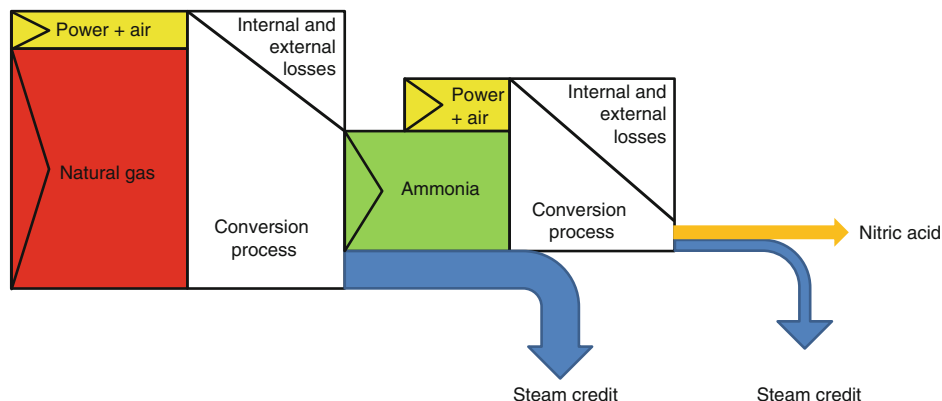 Power + air
Internal and
external
losses
Natural gas
Conversion
process
Power
+ air
Ammonia
Internal and
external
losses
Conversion
process
Nitric acid
Steam credit
Steam credit